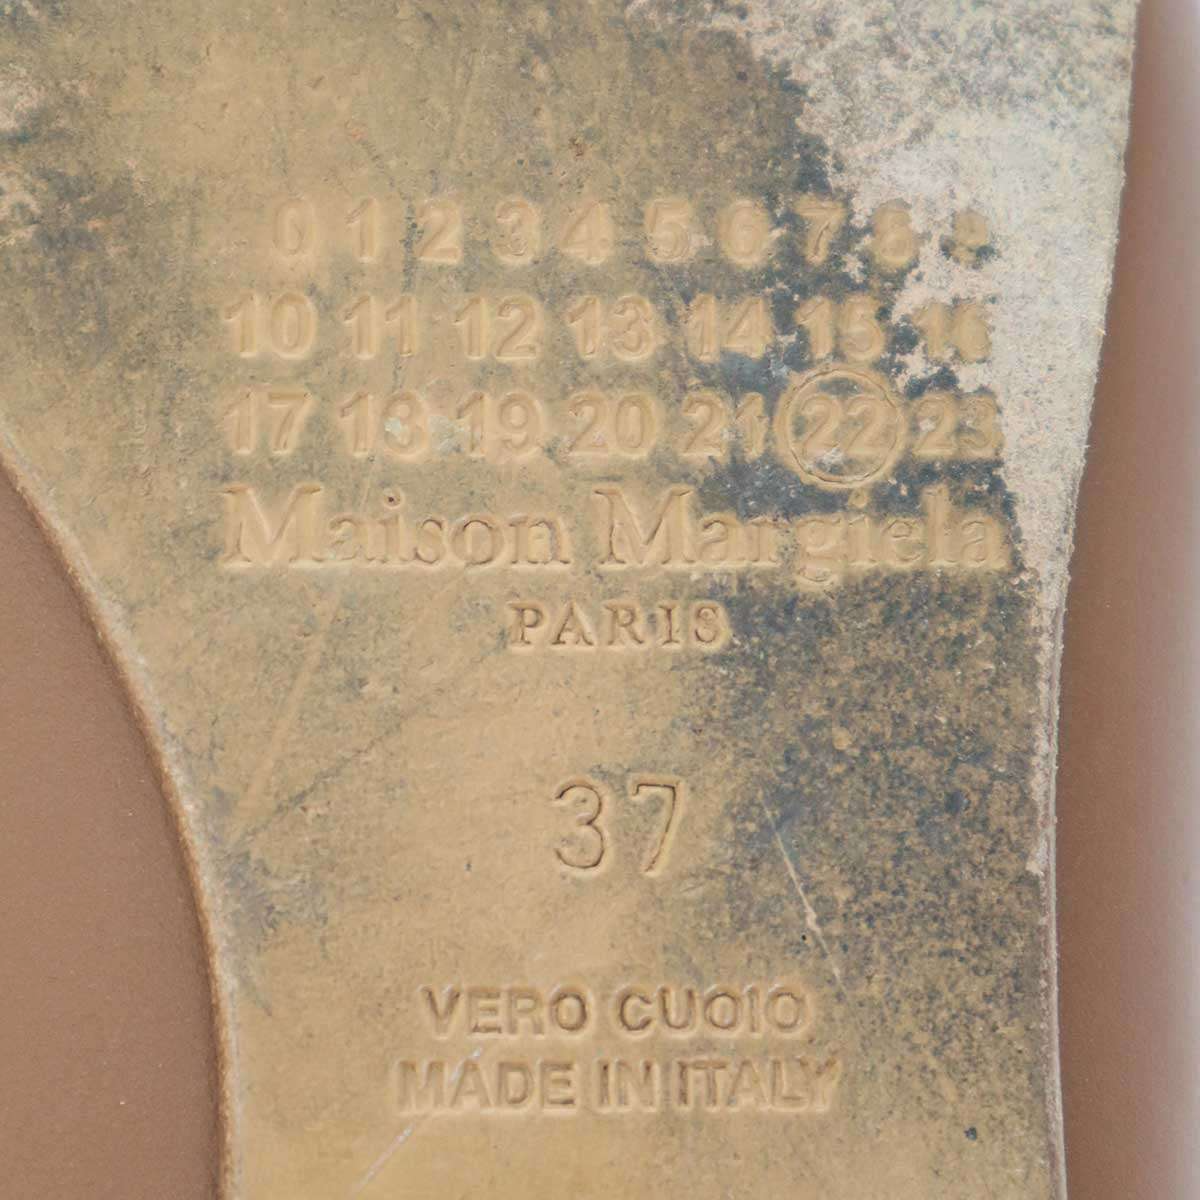 0 1 2 3 4 5 6 7 8 9
10 11 12 13 14 15 16
17 18 19 20 21 22 23
Maison Margiela
PARIS
37
VERO CUOIO
MADE IN ITALY